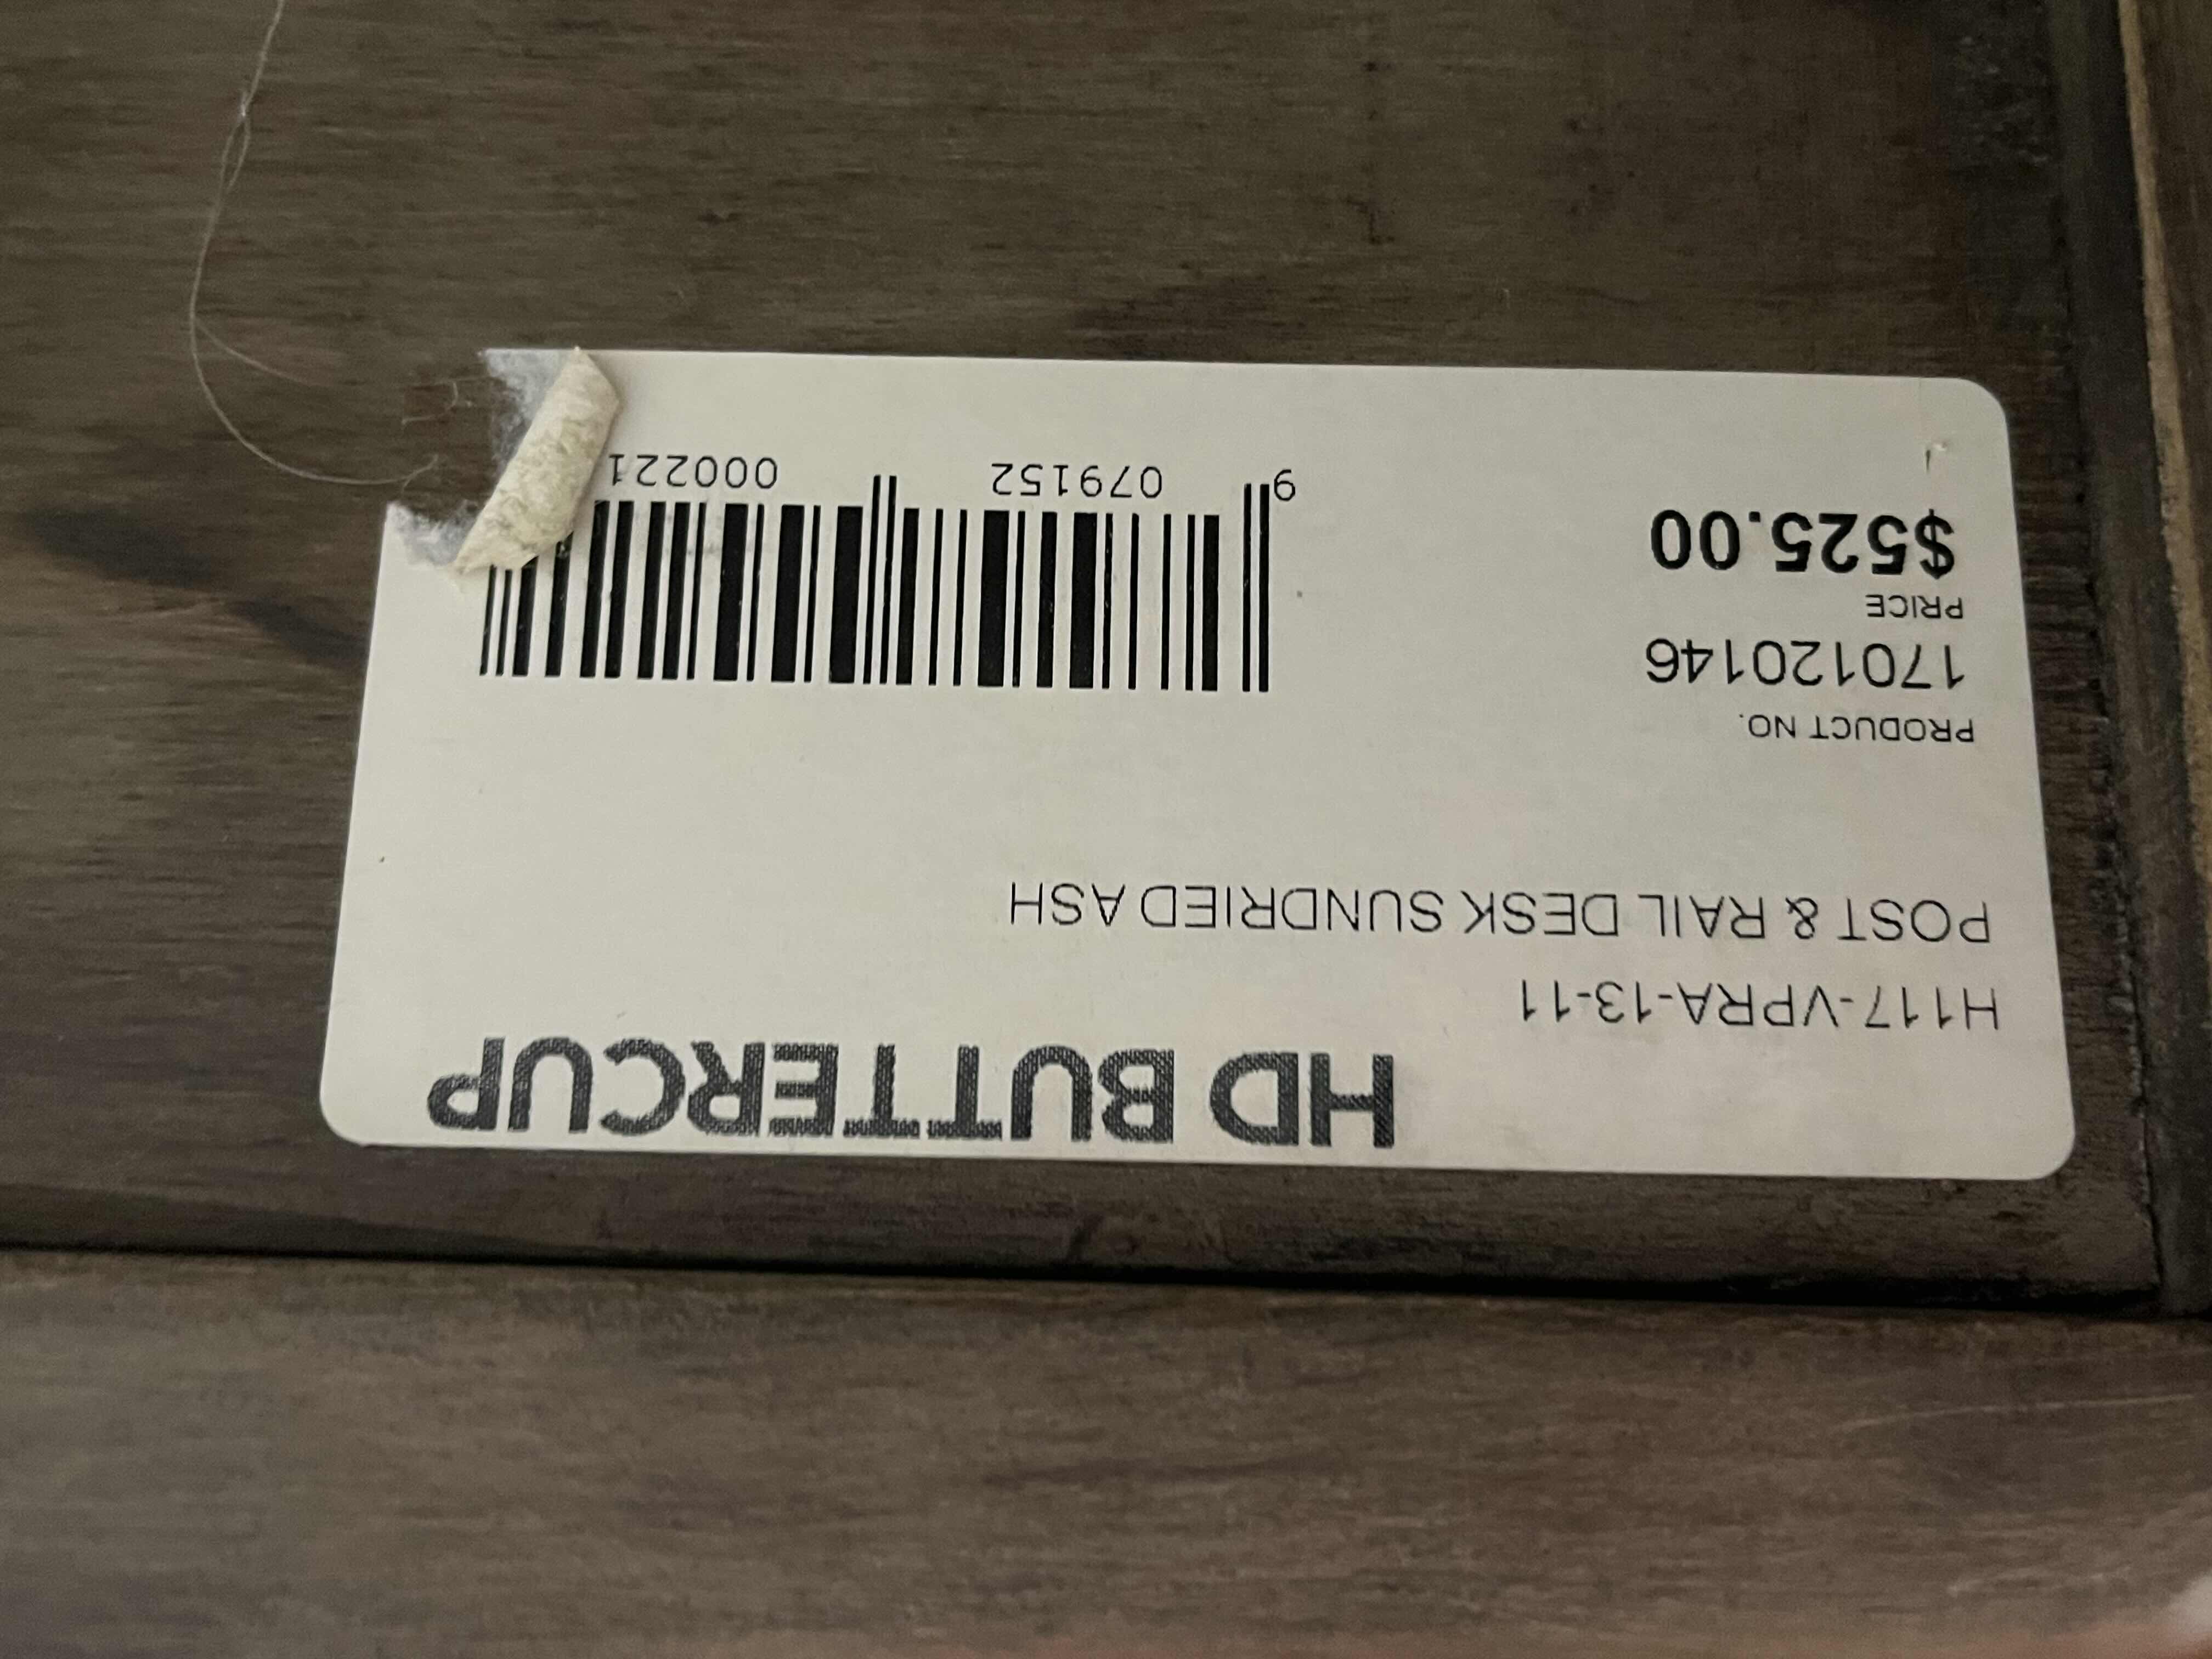 HD BUTTERCUP
H117-VPRA-13-11
POST & RAIL DESK SUNDRIED ASH
PRODUCT NO.
170120146
PRICE
$525.00
9 079152 000221